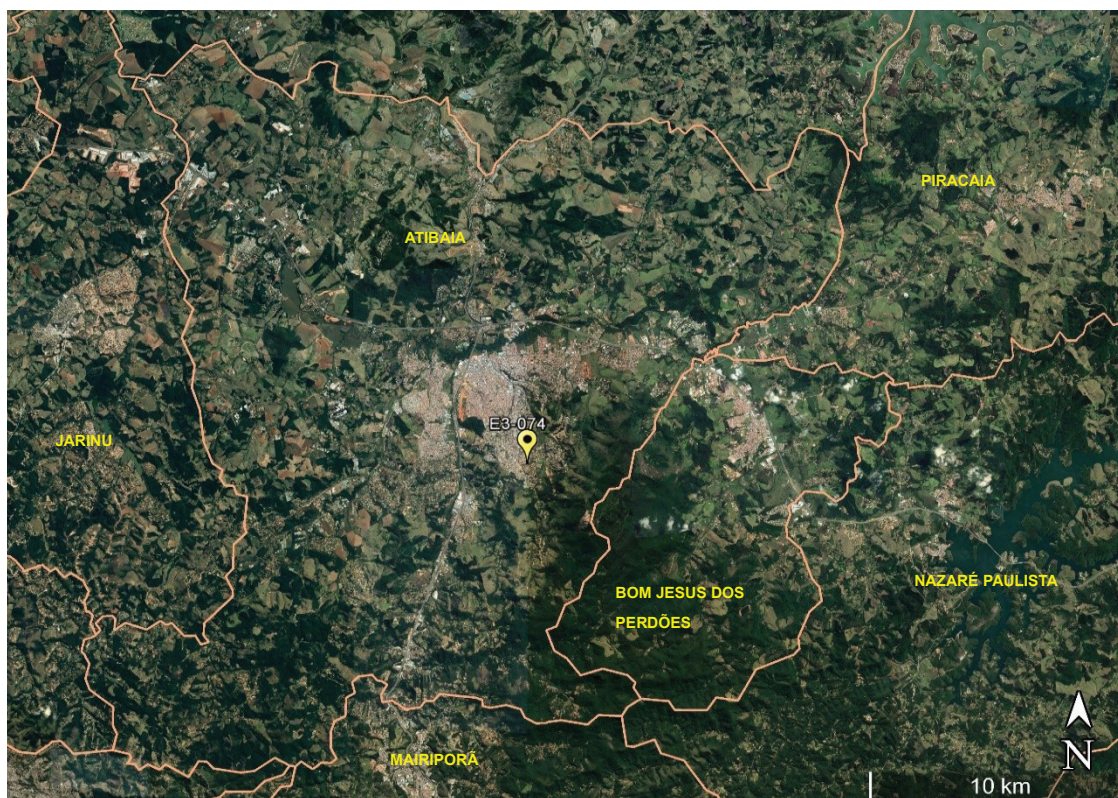 PIRACAIA
ATIBAIA
E3-074
JARINU
NAZARÉ PAULISTA
BOM JESUS DOS
PERDÕES
MAIRIPORÃ
N
10 km